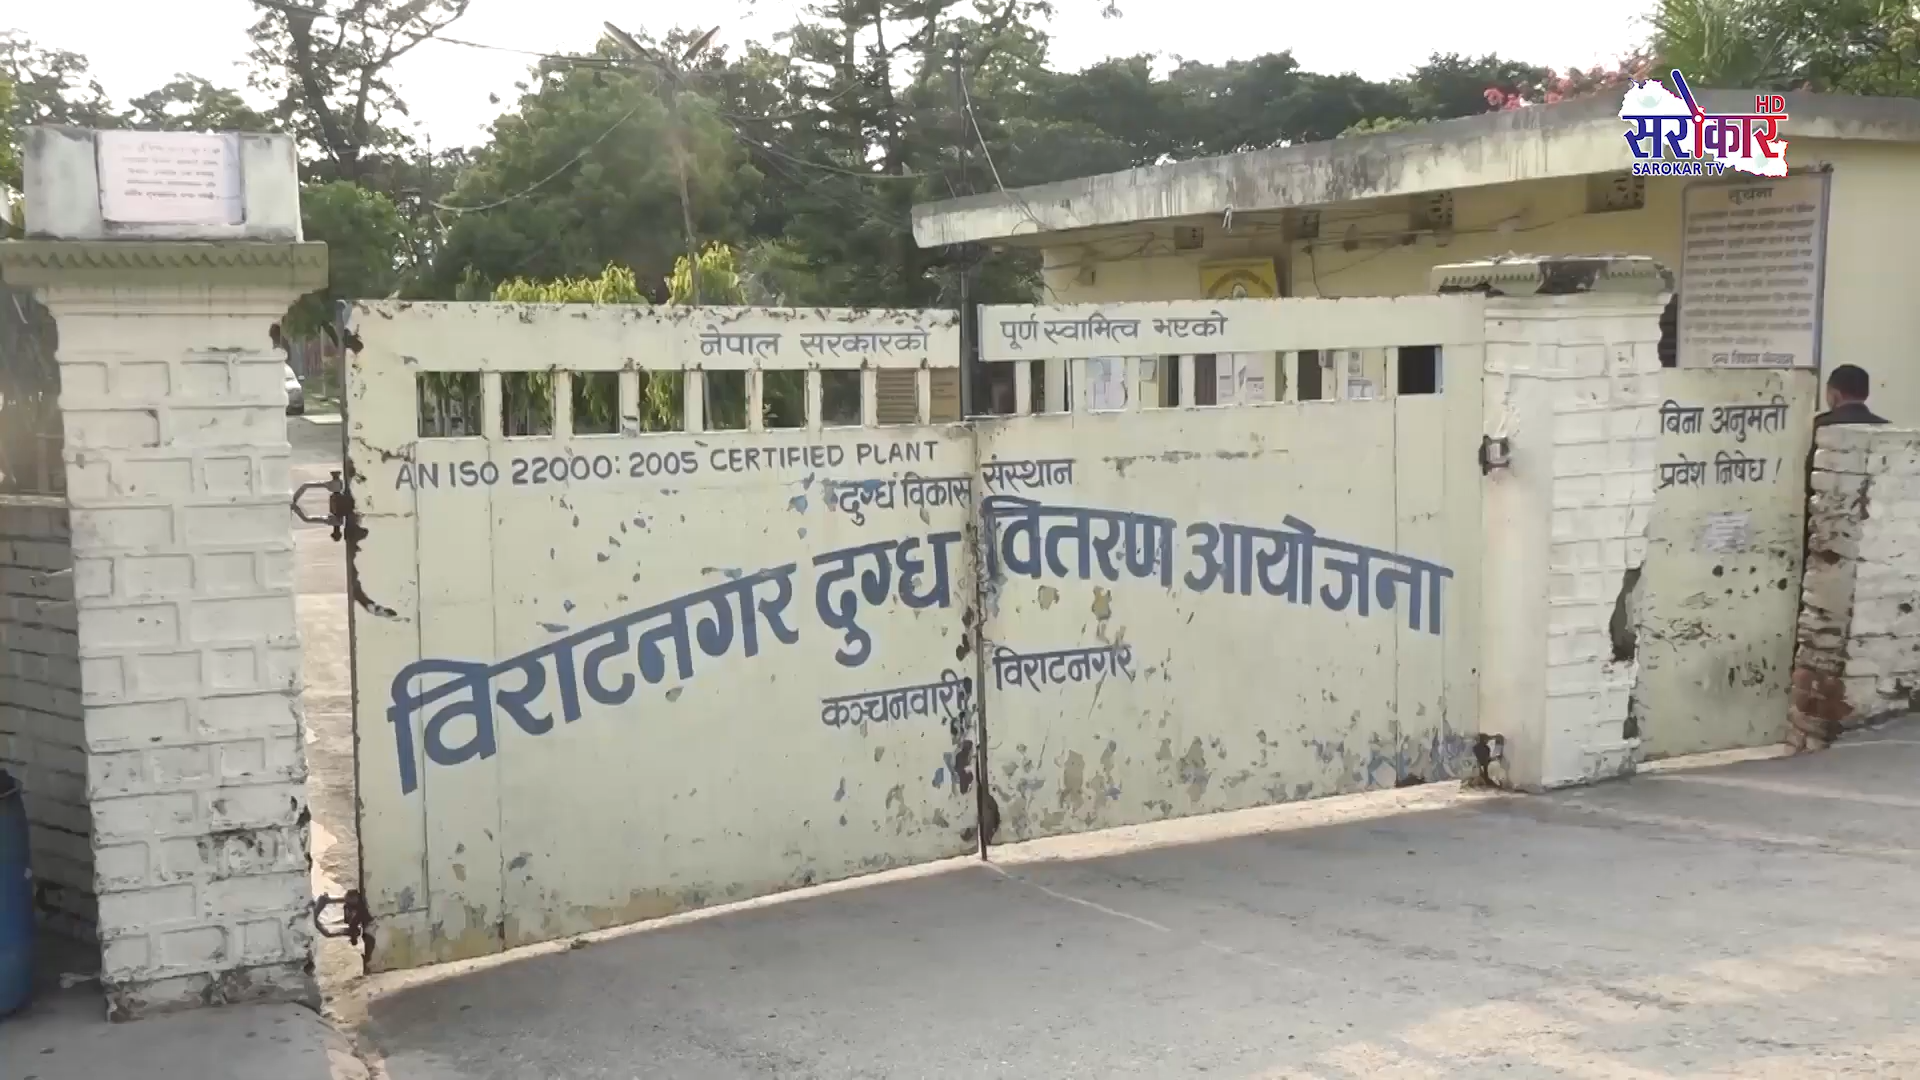 HD
सरोकार
SAROKAR TV
सूचना
नेपाल सरकारको पूर्ण स्वामित्व भएको
AN ISO 22000:2005 CERTIFIED PLANT
दुग्ध विकास संस्थान
विराटनगर दुग्ध वितरण आयोजना
कञ्चनवारी, विराटनगर
बिना अनुमती
प्रवेश निषेध !